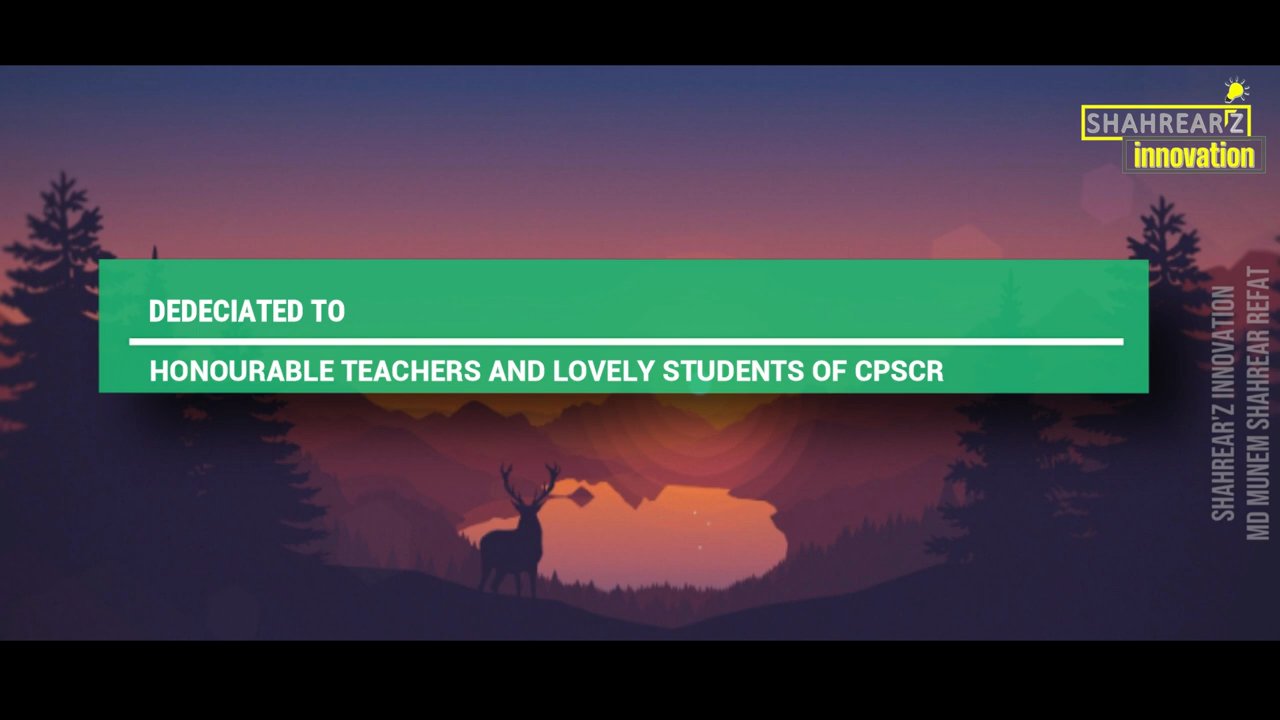 SHAHREAR'Z
innovation
DEDECIATED TO
HONOURABLE TEACHERS AND LOVELY STUDENTS OF CPSCR
SHAHREAR'Z INNOVATION
MD MUNEM SHAHREAR REFAT